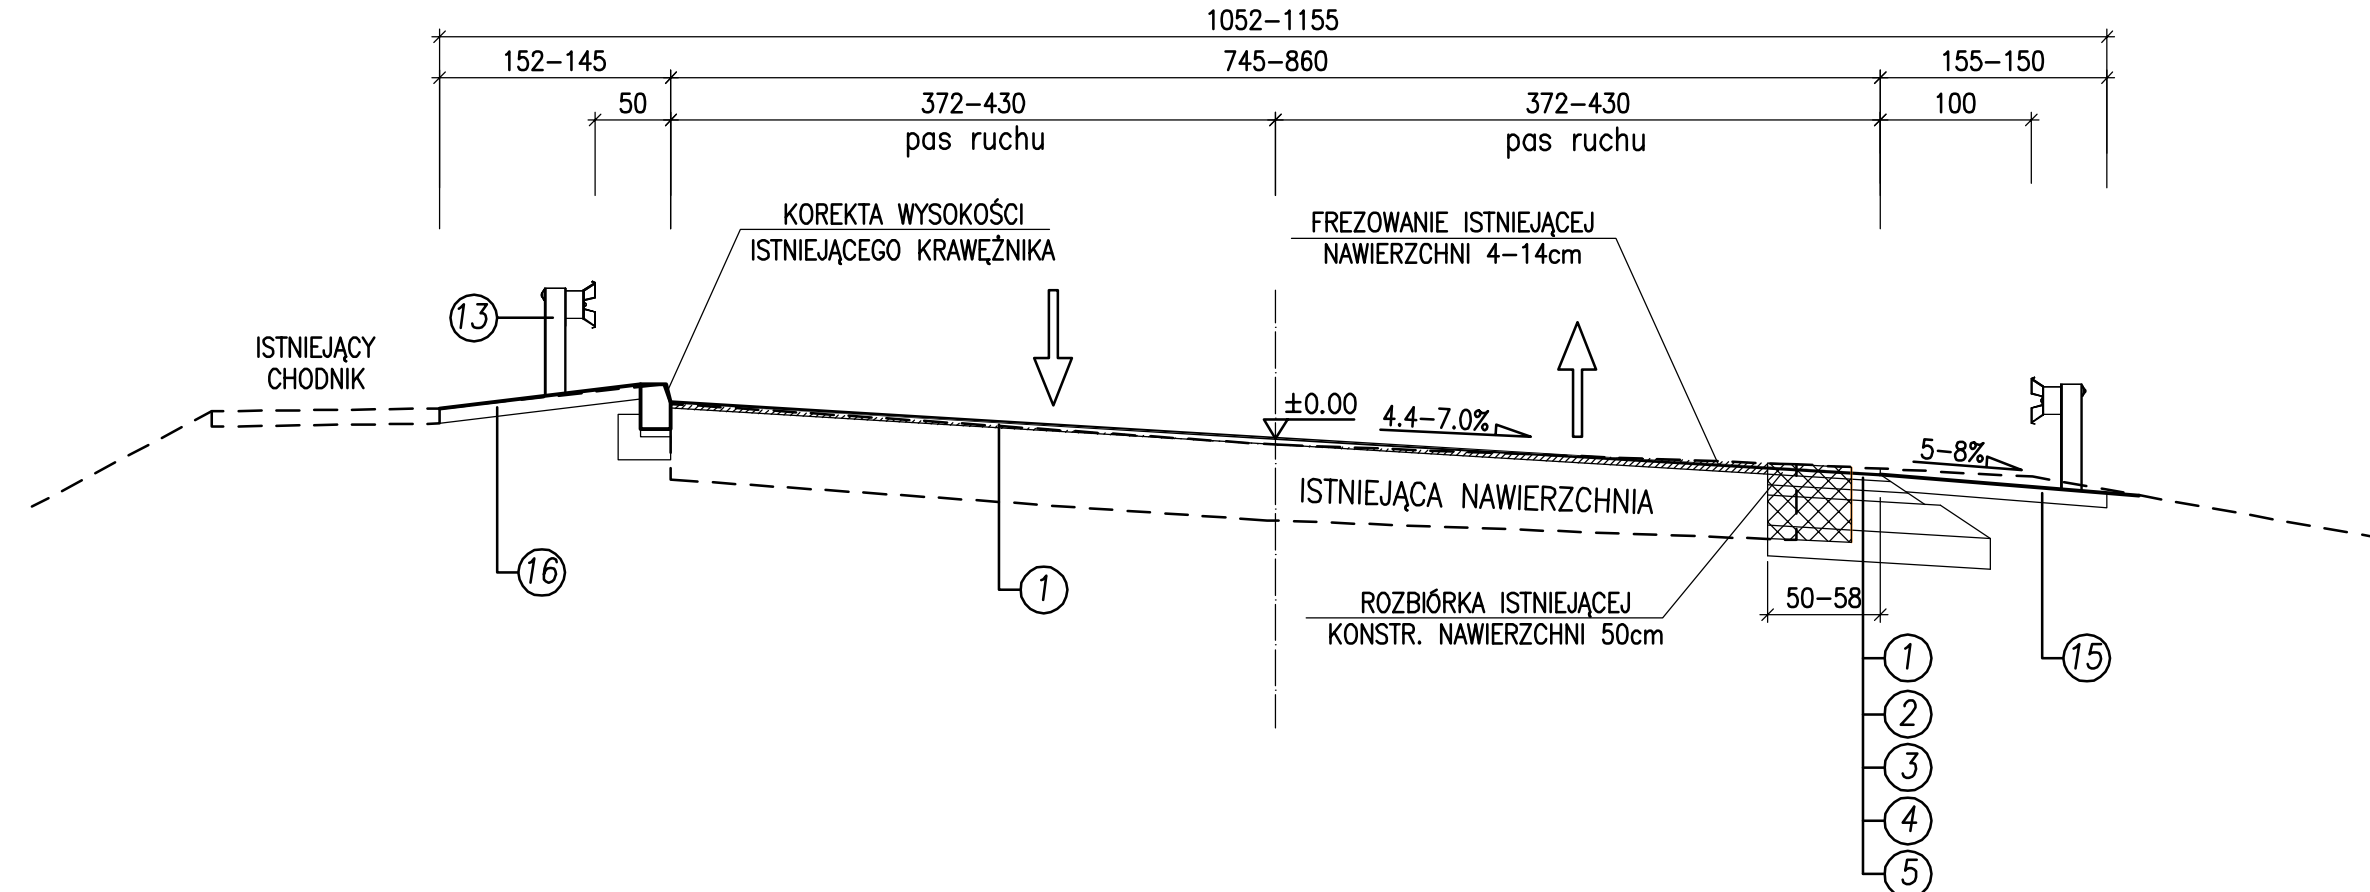 1052-1155
152-145
745-860
155-150
50
372-430
372-430
100
pas ruchu
pas ruchu
KOREKTA WYSOKOŚCI
ISTNIEJĄCEGO KRAWĘŻNIKA
FREZOWANIE ISTNIEJĄCEJ
NAWIERZCHNI 4-14cm
13
ISTNIEJĄCY
CHODNIK
±0.00
4.4-7.0%
5-8%
ISTNIEJĄCA NAWIERZCHNIA
16
1
ROZBIÓRKA ISTNIEJĄCEJ
KONSTR. NAWIERZCHNI 50cm
50-58
1
15
2
3
4
5